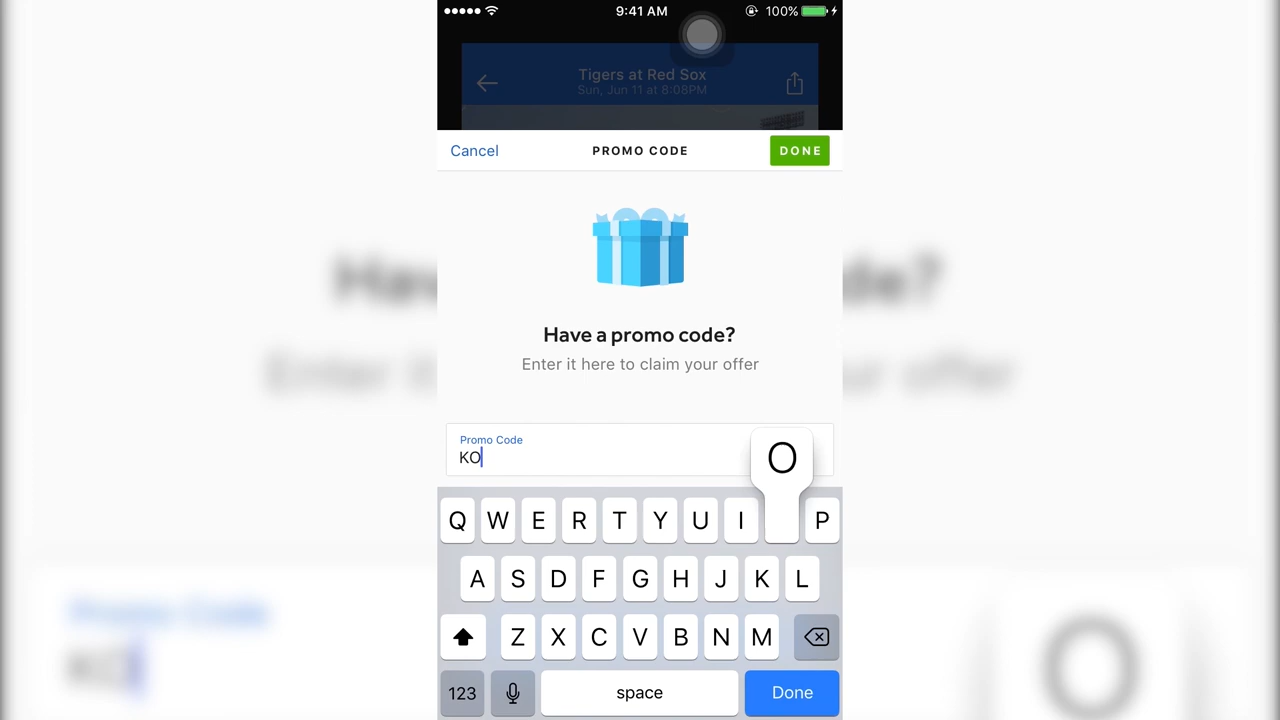 9:41 AM
100%
Tigers at Red Sox
Sun, Jun 11 at 8:08PM
Cancel
PROMO CODE
DONE
Have a promo code?
Enter it here to claim your offer
Promo Code
KO
O
Q W E R T Y U I P
A S D F G H J K L
Z X C V B N M
123 space Done